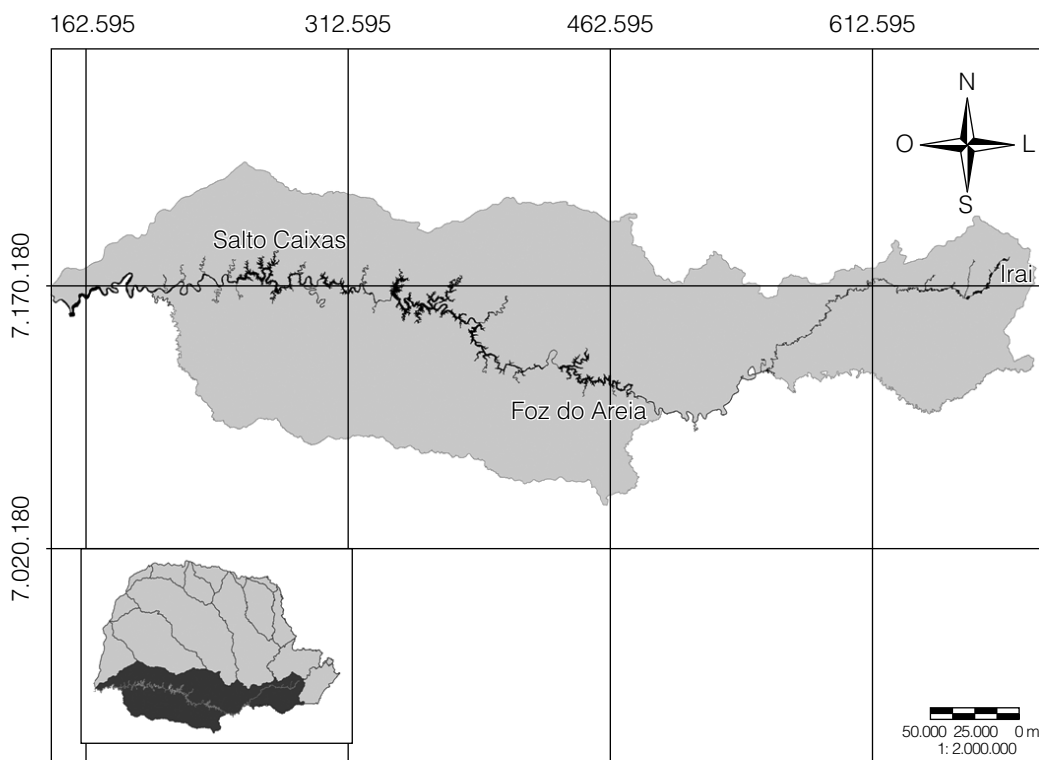 162.595 312.595 462.595 612.595
N
O L
S
Salto Caixas
7.170.180
Irai
Foz do Areia
7.020.180
50.000 25.000 0 m
1: 2.000.000